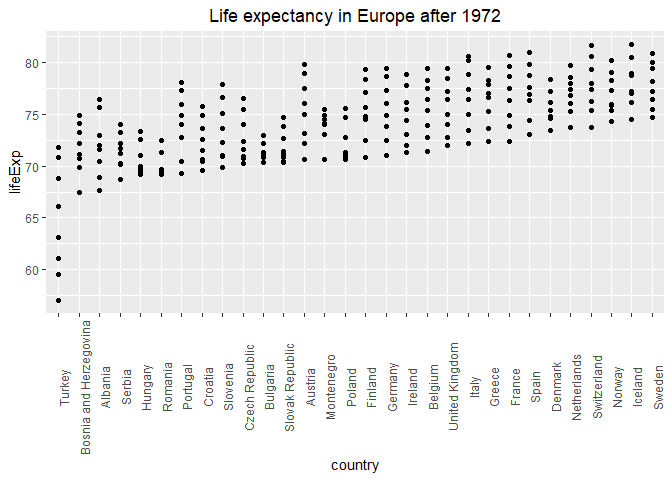 Life expectancy in Europe after 1972
lifeExp
80
75
70
65
60
Turkey
Bosnia and Herzegovina
Albania
Serbia
Hungary
Romania
Portugal
Croatia
Slovenia
Czech Republic
Bulgaria
Slovak Republic
Austria
Montenegro
Poland
Finland
Germany
Ireland
Belgium
United Kingdom
Italy
Greece
France
Spain
Denmark
Netherlands
Switzerland
Norway
Iceland
Sweden
country